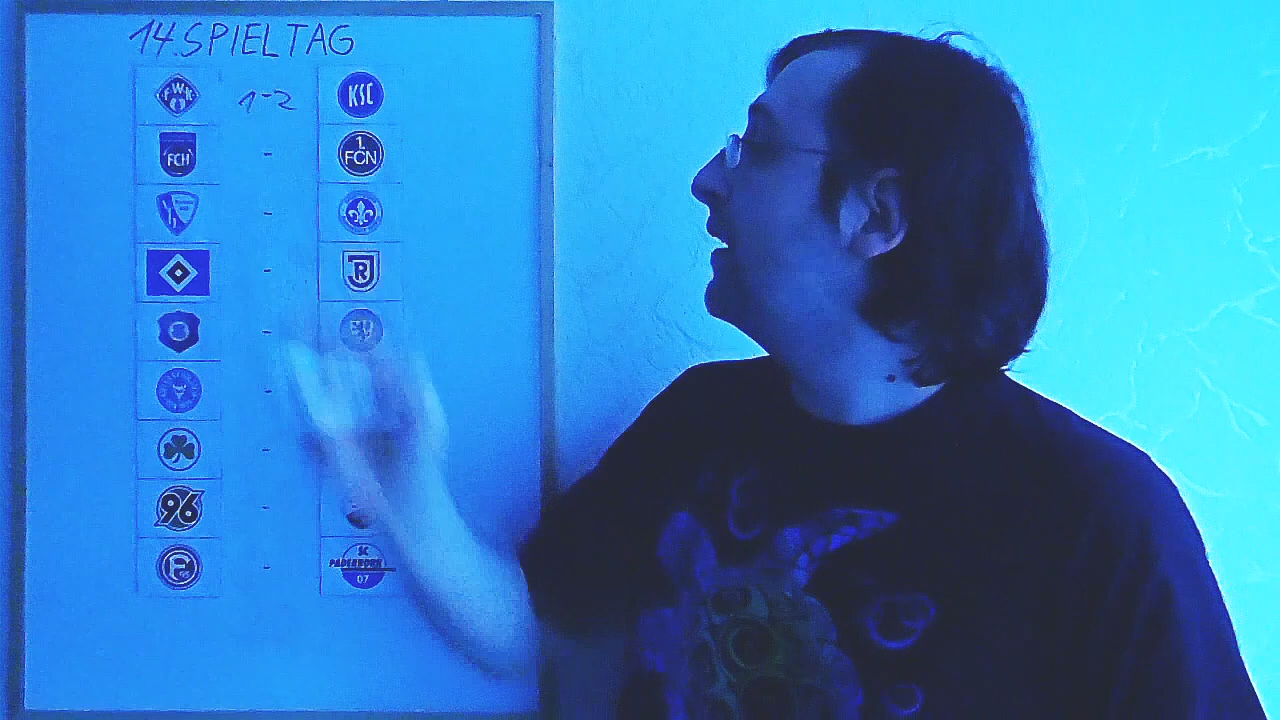 14.SPIELTAG
FWK 1-2 KSC
FCH - 1. FCN
-
- R
-
-
-
96 -
F - SC PADERBORN 07